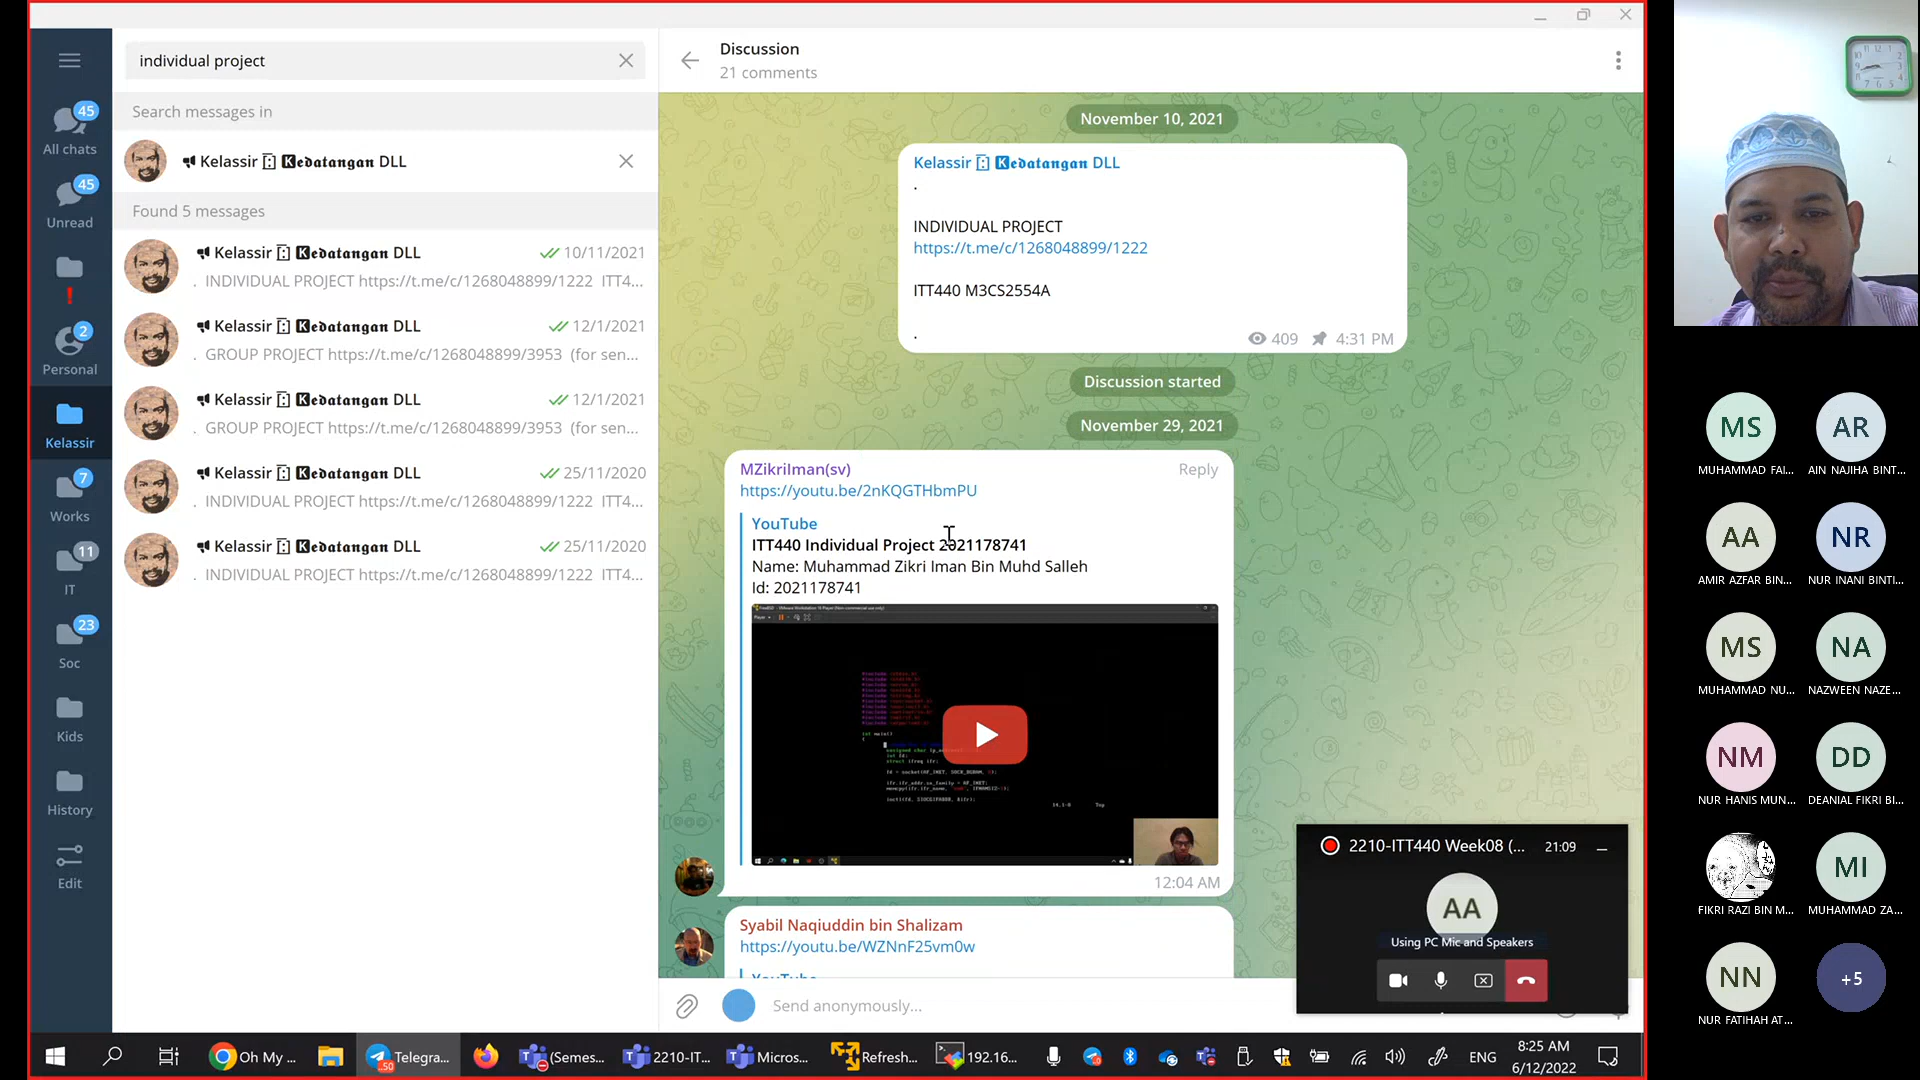 individual project
Search messages in
Kelassir 🄺𝖊𝖉𝖆𝖙𝖆𝖓𝖌𝖆𝖓 DLL
Found 5 messages
Kelassir 🄺𝖊𝖉𝖆𝖙𝖆𝖓𝖌𝖆𝖓 DLL 10/11/2021
. INDIVIDUAL PROJECT https://t.me/c/1268048899/1222 ITT4...
Kelassir 🄺𝖊𝖉𝖆𝖙𝖆𝖓𝖌𝖆𝖓 DLL 12/1/2021
. GROUP PROJECT https://t.me/c/1268048899/3953 (for sen...
Kelassir 🄺𝖊𝖉𝖆𝖙𝖆𝖓𝖌𝖆𝖓 DLL 12/1/2021
. GROUP PROJECT https://t.me/c/1268048899/3953 (for sen...
Kelassir 🄺𝖊𝖉𝖆𝖙𝖆𝖓𝖌𝖆𝖓 DLL 25/11/2020
. INDIVIDUAL PROJECT https://t.me/c/1268048899/1222 ITT4...
Kelassir 🄺𝖊𝖉𝖆𝖙𝖆𝖓𝖌𝖆𝖓 DLL 25/11/2020
. INDIVIDUAL PROJECT https://t.me/c/1268048899/1222 ITT4...
45
All chats
45
Unread
!
2
Personal
Kelassir
7
Works
11
IT
23
Soc
Kids
History
Edit
Discussion
21 comments
November 10, 2021
Kelassir 🄺𝖊𝖉𝖆𝖙𝖆𝖓𝖌𝖆𝖓 DLL
.
INDIVIDUAL PROJECT
https://t.me/c/1268048899/1222
ITT440 M3CS2554A
.
409 4:31 PM
Discussion started
November 29, 2021
MZikriIman(sv) Reply
https://youtu.be/2nKQGTHbmPU
YouTube
ITT440 Individual Project 2021178741
Name: Muhammad Zikri Iman Bin Muhd Salleh
Id: 2021178741
12:04 AM
Syabil Naqiuddin bin Shalizam
https://youtu.be/WZNnF25vm0w
YouTube
Send anonymously...
2210-ITT440 Week08 (... 21:09
AA
Using PC Mic and Speakers
MS AR
MUHAMMAD FAI... AIN NAJIHA BINT...
AA NR
AMIR AZFAR BIN... NUR INANI BINTI...
MS NA
MUHAMMAD NU... NAZWEEN NAZE...
NM DD
NUR HANIS MUN... DEANIAL FIKRI BI...
MI
FIKRI RAZI BIN M... MUHAMMAD ZA...
NN +5
NUR FATIHAH AT...
Oh My ... Telegra... (Semes... 2210-IT... Micros... Refresh... 192.16... ENG 8:25 AM
6/12/2022